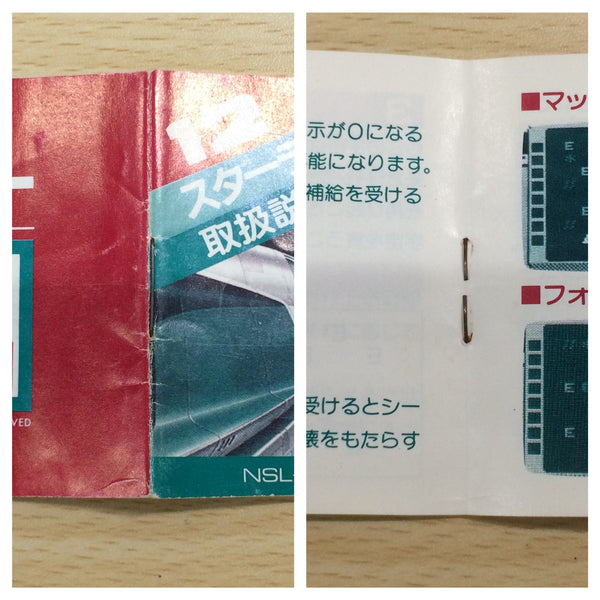 12
スター
取扱説
VED
NSL
示が0になる
能になります。
補給を受ける
受けるとシー
壊をもたらす
■マッ
E
E
E
■フォ
E
E